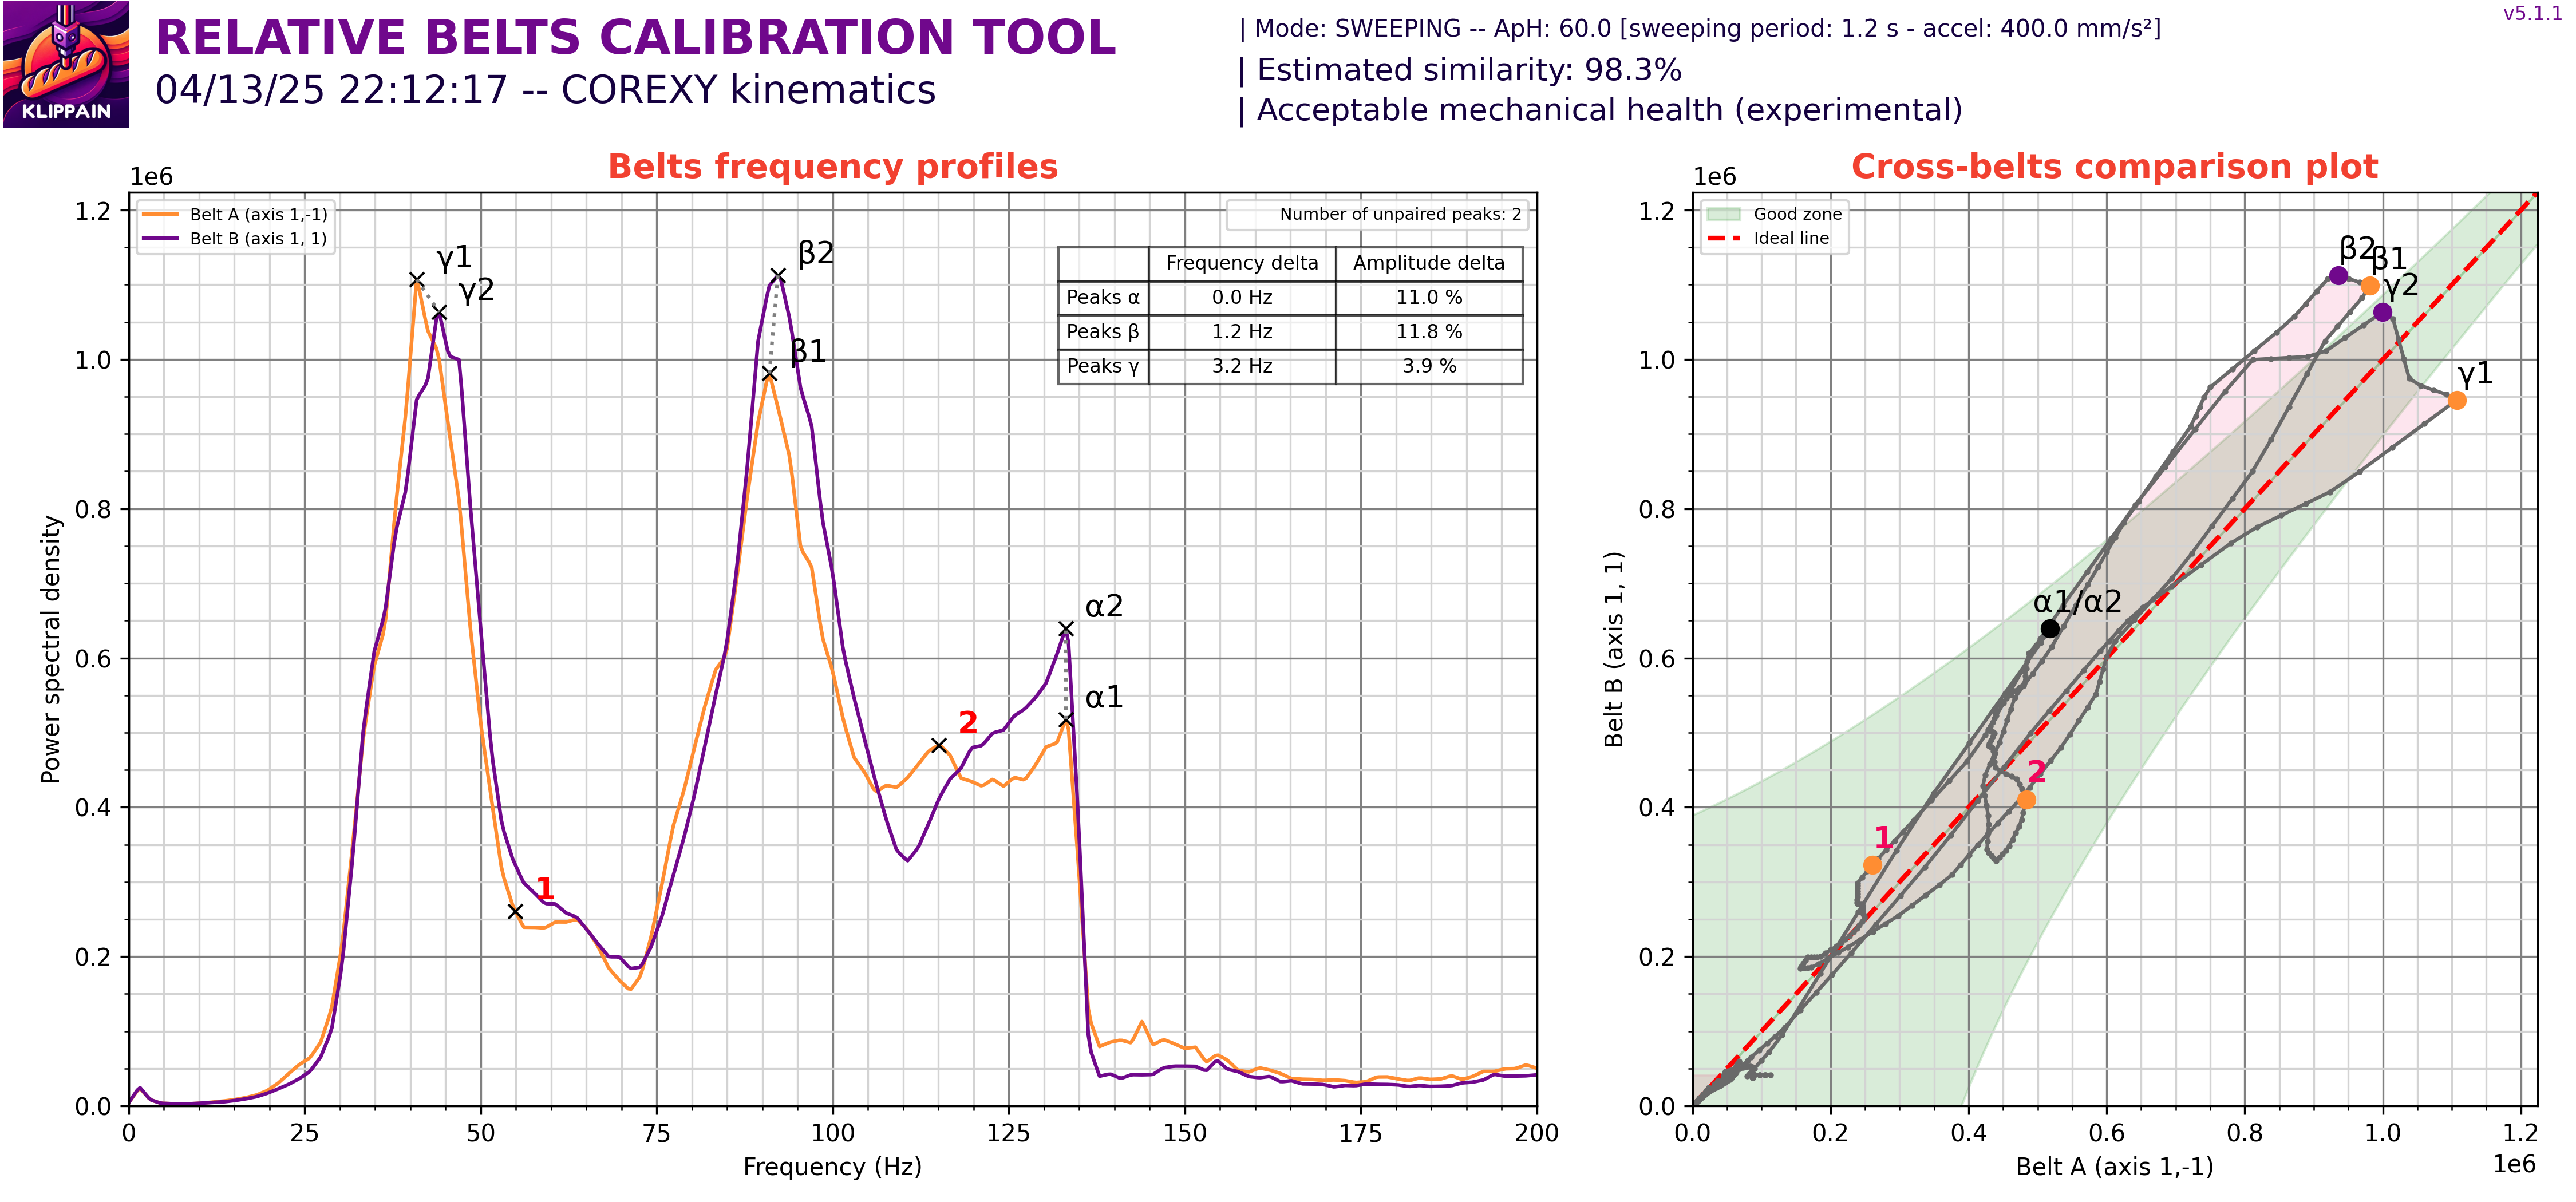 KLIPPAIN
RELATIVE BELTS CALIBRATION TOOL
04/13/25 22:12:17 -- COREXY kinematics
| Mode: SWEEPING -- ApH: 60.0 [sweeping period: 1.2 s - accel: 400.0 mm/s²]
| Estimated similarity: 98.3%
| Acceptable mechanical health (experimental)
v5.1.1
Belts frequency profiles
1e6
Belt A (axis 1,-1)
Belt B (axis 1, 1)
Number of unpaired peaks: 2
Frequency delta Amplitude delta
Peaks α 0.0 Hz 11.0 %
Peaks β 1.2 Hz 11.8 %
Peaks γ 3.2 Hz 3.9 %
γ1
γ2
β2
β1
α2
α1
2
1
1.2
1.0
0.8
0.6
0.4
0.2
0.0
Power spectral density
0 25 50 75 100 125 150 175 200
Frequency (Hz)
Cross-belts comparison plot
1e6
Good zone
Ideal line
β2
β1
γ2
γ1
α1/α2
2
1
1.2
1.0
0.8
0.6
0.4
0.2
0.0
Belt B (axis 1, 1)
0.0 0.2 0.4 0.6 0.8 1.0 1.2
1e6
Belt A (axis 1,-1)